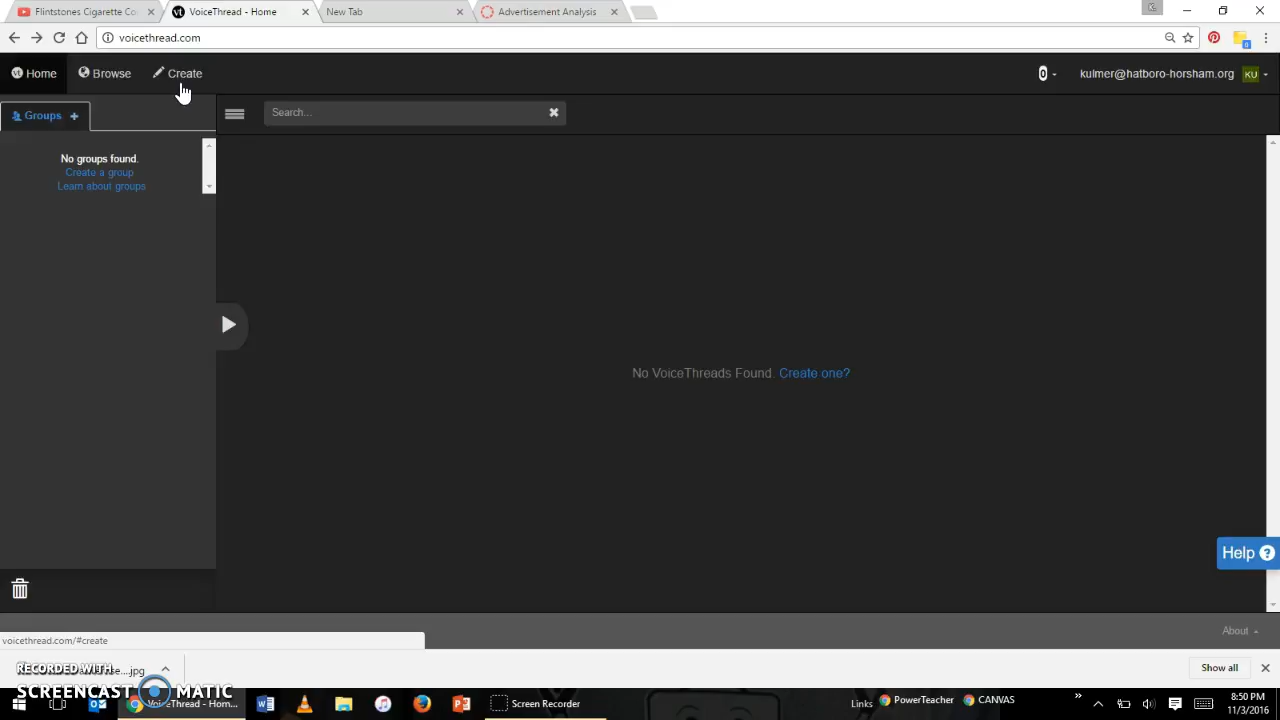 Flintstones Cigarette Co
VoiceThread - Home
New Tab
Advertisement Analysis
voicethread.com
vt Home
Browse
Create
0
kulmer@hatboro-horsham.org
KU
Groups +
Search...
No groups found.
Create a group
Learn about groups
No VoiceThreads Found. Create one?
Help ?
About
voicethread.com/#create
....jpg
Show all
RECORDED WITH
SCREENCAST MATIC
VoiceThread - Hom...
Screen Recorder
Links
PowerTeacher
CANVAS
»
8:50 PM
11/3/2016